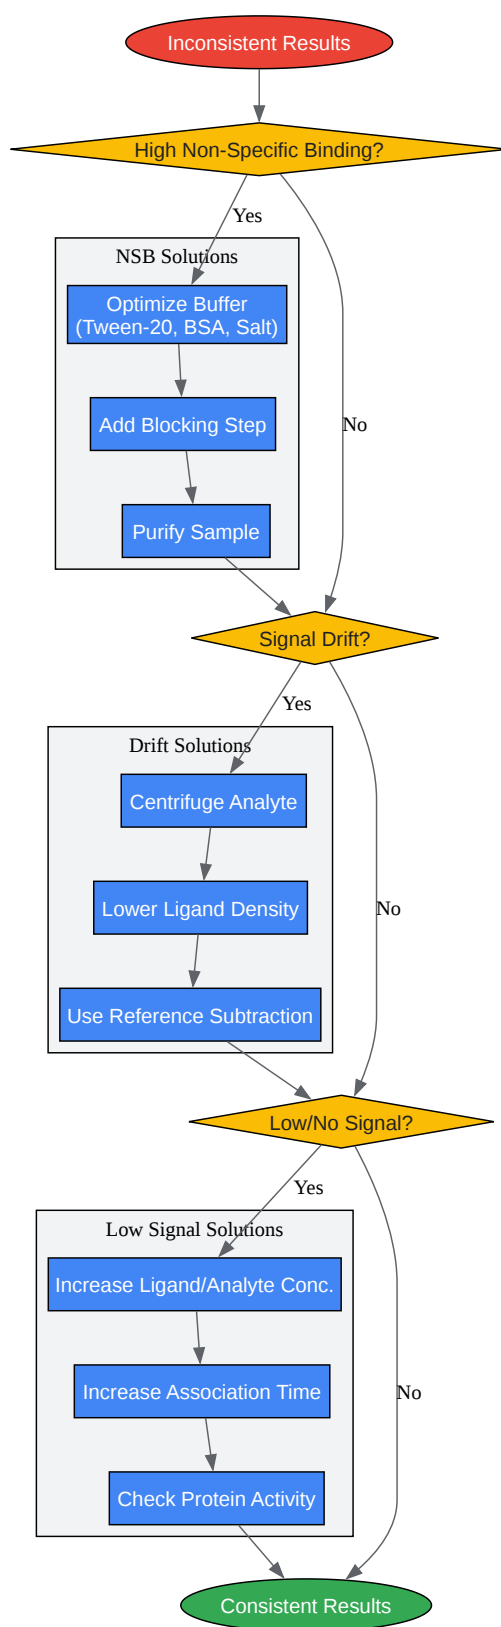 Inconsistent Results
High Non-Specific Binding?
Yes
NSB Solutions
Optimize Buffer
(Tween-20, BSA, Salt)
Add Blocking Step
No
Purify Sample
Signal Drift?
Yes
Drift Solutions
Centrifuge Analyte
Lower Ligand Density
No
Use Reference Subtraction
Low/No Signal?
Yes
Low Signal Solutions
Increase Ligand/Analyte Conc.
Increase Association Time
No
Check Protein Activity
Consistent Results